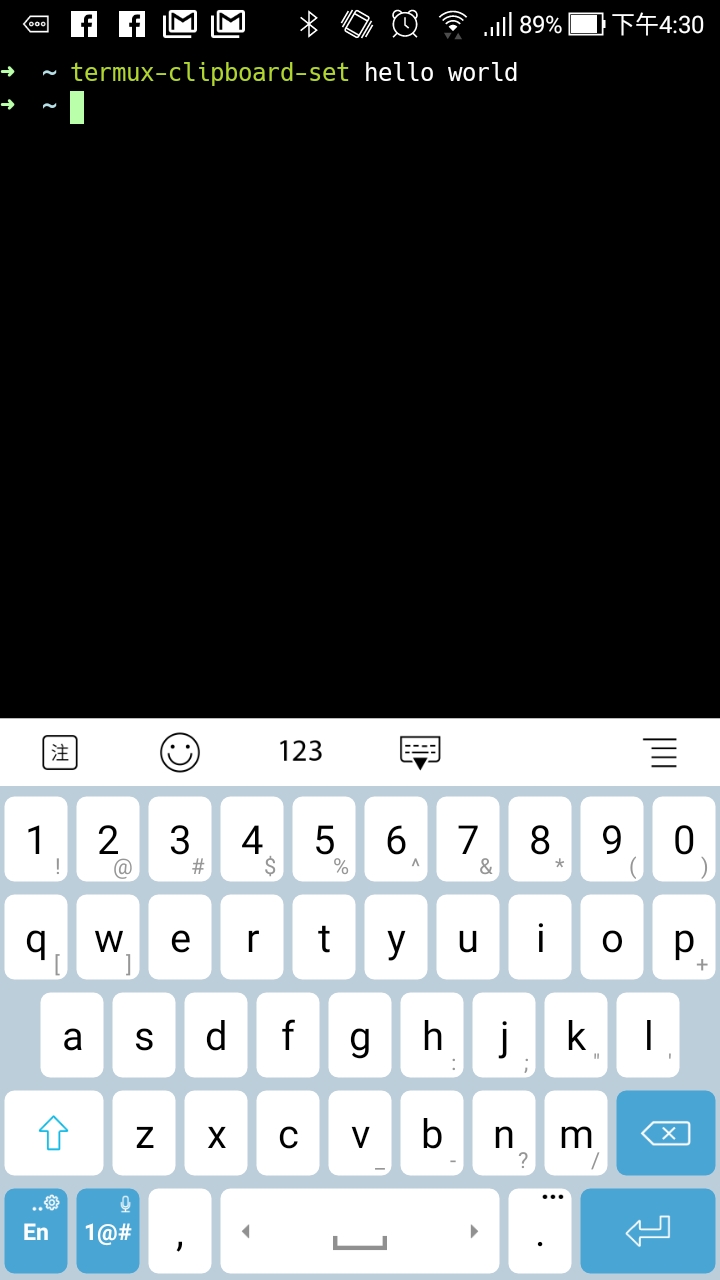 89% 下午4:30
➜ ~ termux-clipboard-set hello world
➜ ~
注 123
1 ! 2 @ 3 # 4 $ 5 % 6 ^ 7 & 8 * 9 ( 0 )
q [ w ] e r t y u i o p +
a s d f g h : j ; k " l '
z x c v _ b - n ? m /
En 1@# , . ...